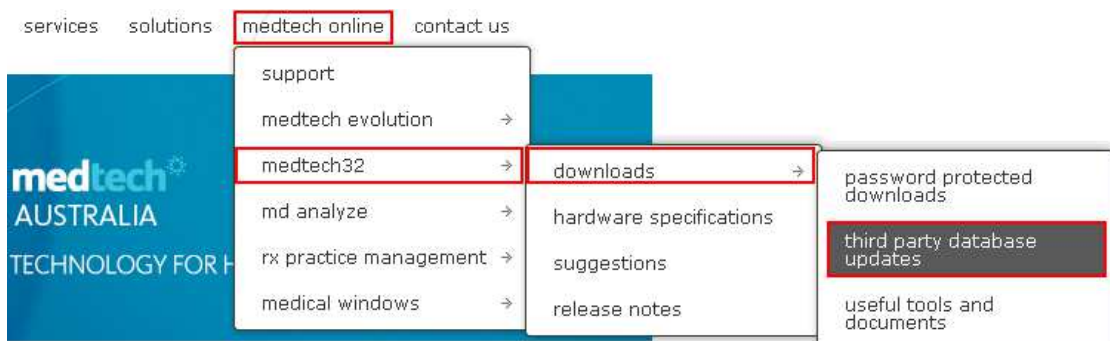 services solutions medtech online contact us
support
medtech evolution →
medtech32 →
md analyze →
rx practice management →
medical windows →
downloads →
hardware specifications
suggestions
release notes
password protected
downloads
third party database
updates
useful tools and
documents
medtech
AUSTRALIA
TECHNOLOGY FOR